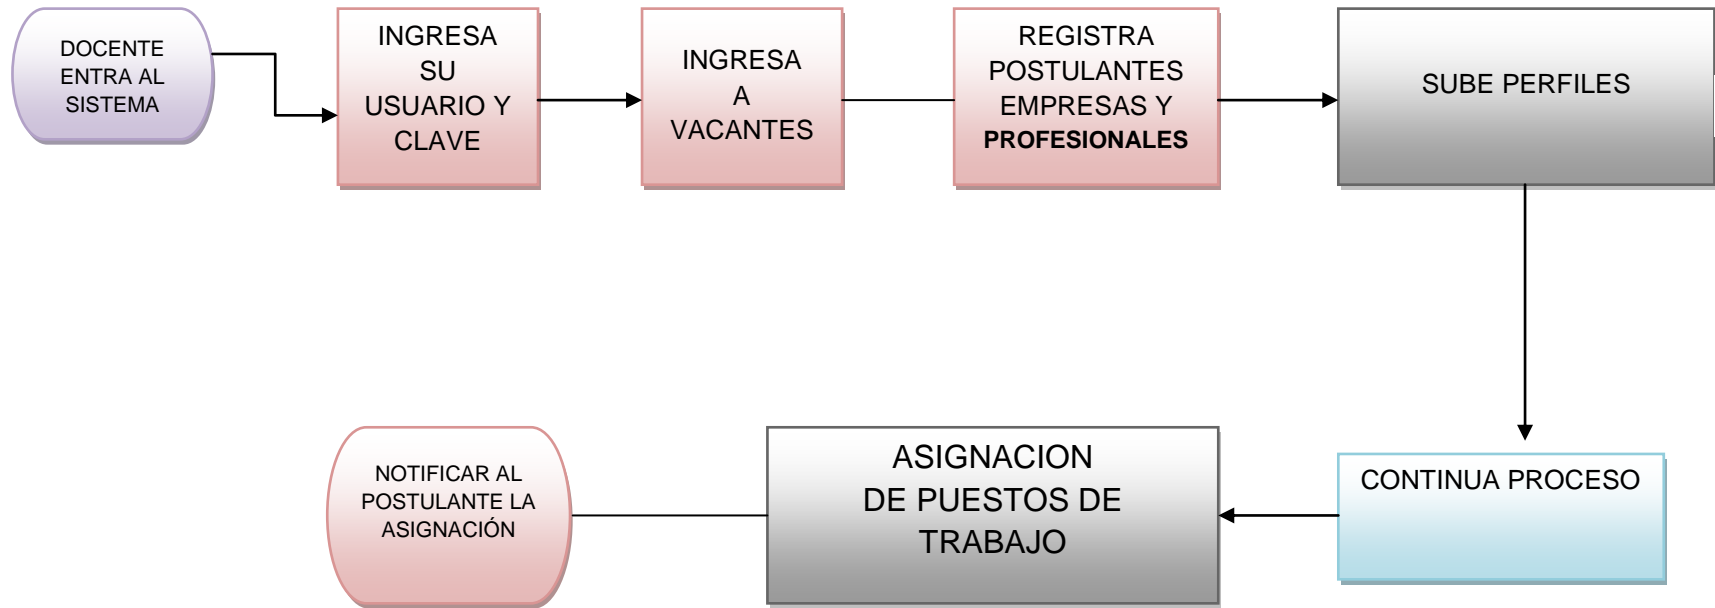 DOCENTE
ENTRA AL
SISTEMA
INGRESA
SU
USUARIO Y
CLAVE
INGRESA
A
VACANTES
REGISTRA
POSTULANTES
EMPRESAS Y
PROFESIONALES
SUBE PERFILES
CONTINUA PROCESO
ASIGNACION
DE PUESTOS DE
TRABAJO
NOTIFICAR AL
POSTULANTE LA
ASIGNACIÓN